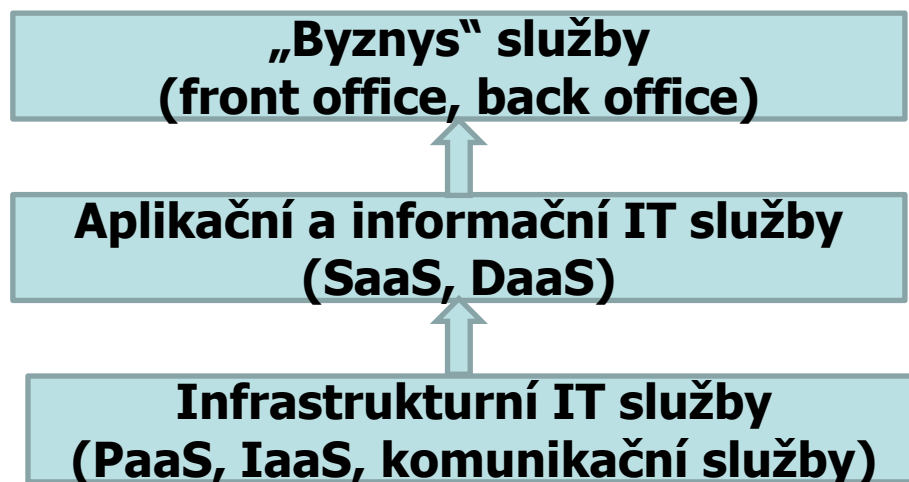 „Byznys“ služby
(front office, back office)
Aplikační a informační IT služby
(SaaS, DaaS)
Infrastrukturní IT služby
(PaaS, IaaS, komunikační služby)